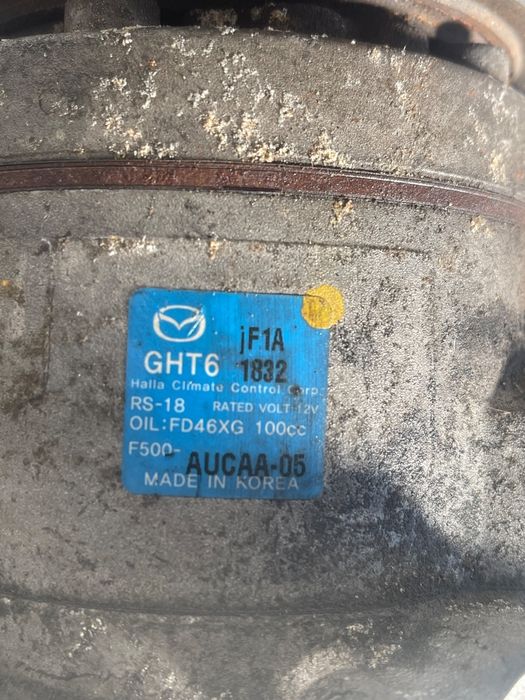 GHT6 jF1A
1832
Halla Climate Control Corp.
RS-18 RATED VOLT 12V
OIL:FD46XG 100cc
F500-AUCAA-05
MADE IN KOREA